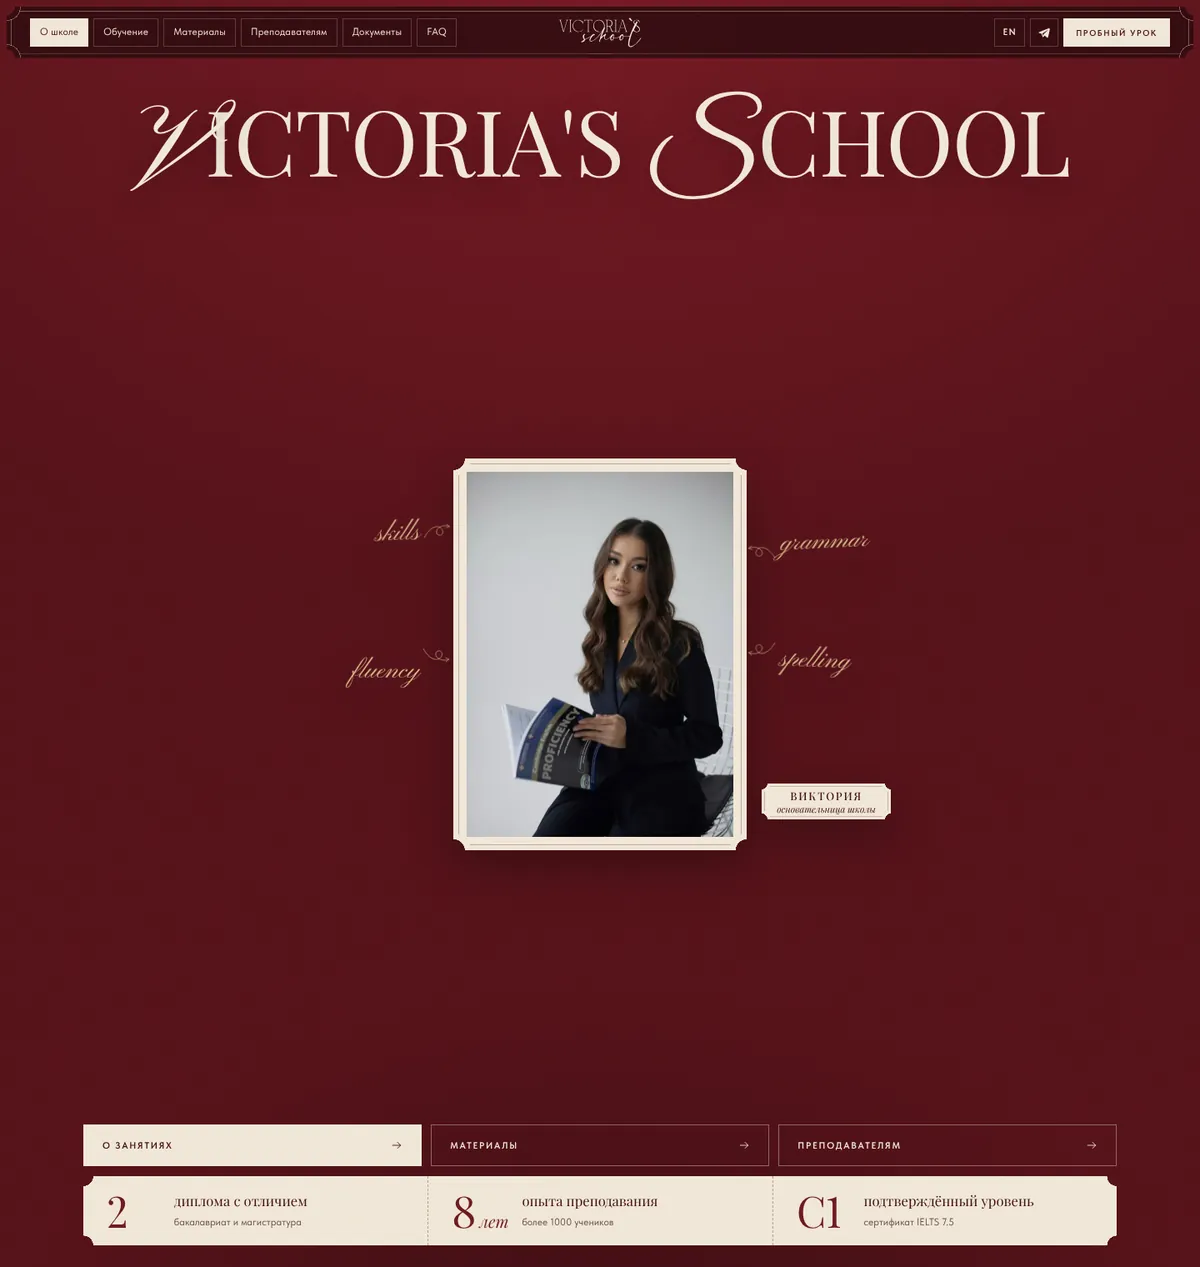 О школе
Обучение
Материалы
Преподавателям
Документы
FAQ
VICTORIA'S
school
EN
ПРОБНЫЙ УРОК
VICTORIA'S SCHOOL
skills
grammar
fluency
spelling
PROFICIENCY
ВИКТОРИЯ
основательница школы
О ЗАНЯТИЯХ →
МАТЕРИАЛЫ →
ПРЕПОДАВАТЕЛЯМ →
2
диплома с отличием
бакалавриат и магистратура
8 лет
опыта преподавания
более 1000 учеников
C1
подтверждённый уровень
сертификат IELTS 7.5